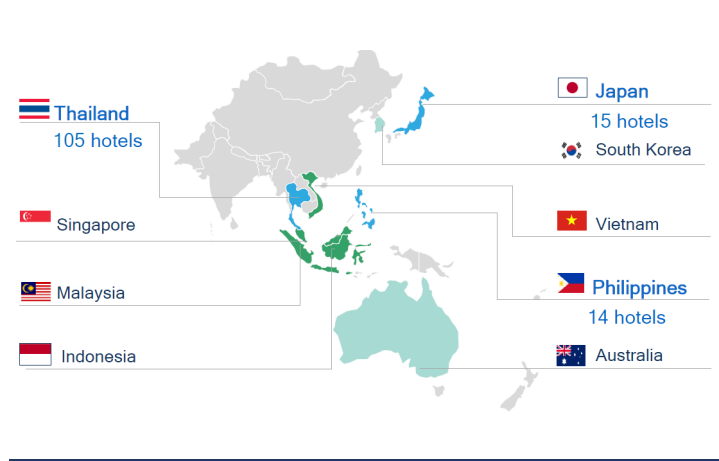 Thailand
105 hotels
Singapore
Malaysia
Indonesia
Japan
15 hotels
South Korea
Vietnam
Philippines
14 hotels
Australia